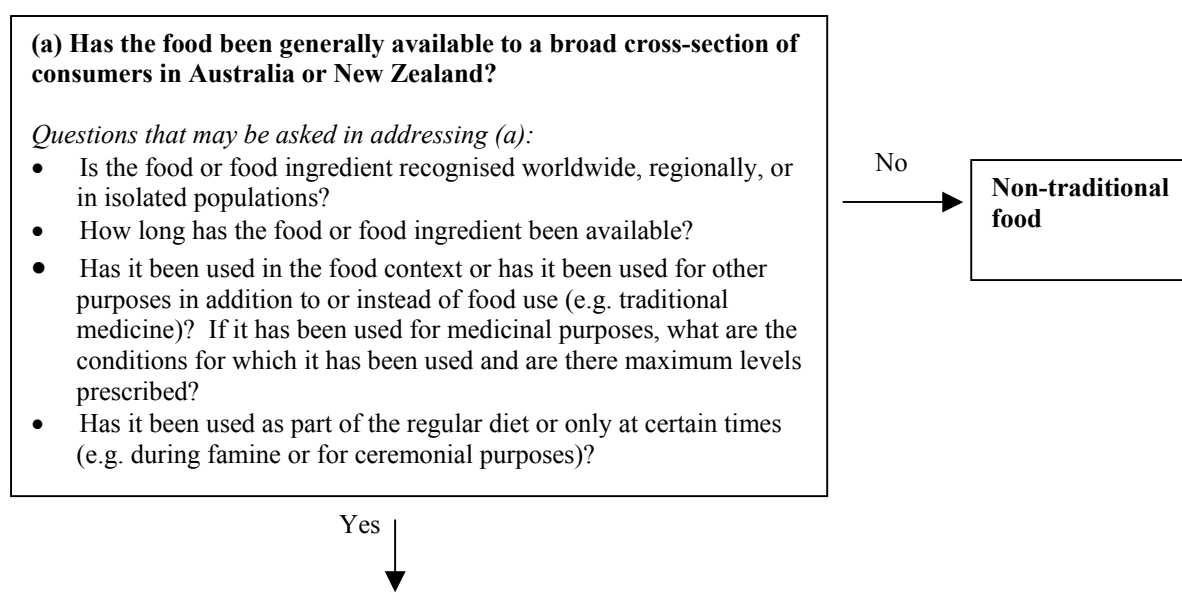 (a) Has the food been generally available to a broad cross-section of
consumers in Australia or New Zealand?
Questions that may be asked in addressing (a):
• Is the food or food ingredient recognised worldwide, regionally, or
in isolated populations?
• How long has the food or food ingredient been available?
• Has it been used in the food context or has it been used for other
purposes in addition to or instead of food use (e.g. traditional
medicine)? If it has been used for medicinal purposes, what are the
conditions for which it has been used and are there maximum levels
prescribed?
• Has it been used as part of the regular diet or only at certain times
(e.g. during famine or for ceremonial purposes)?
No
Non-traditional
food
Yes